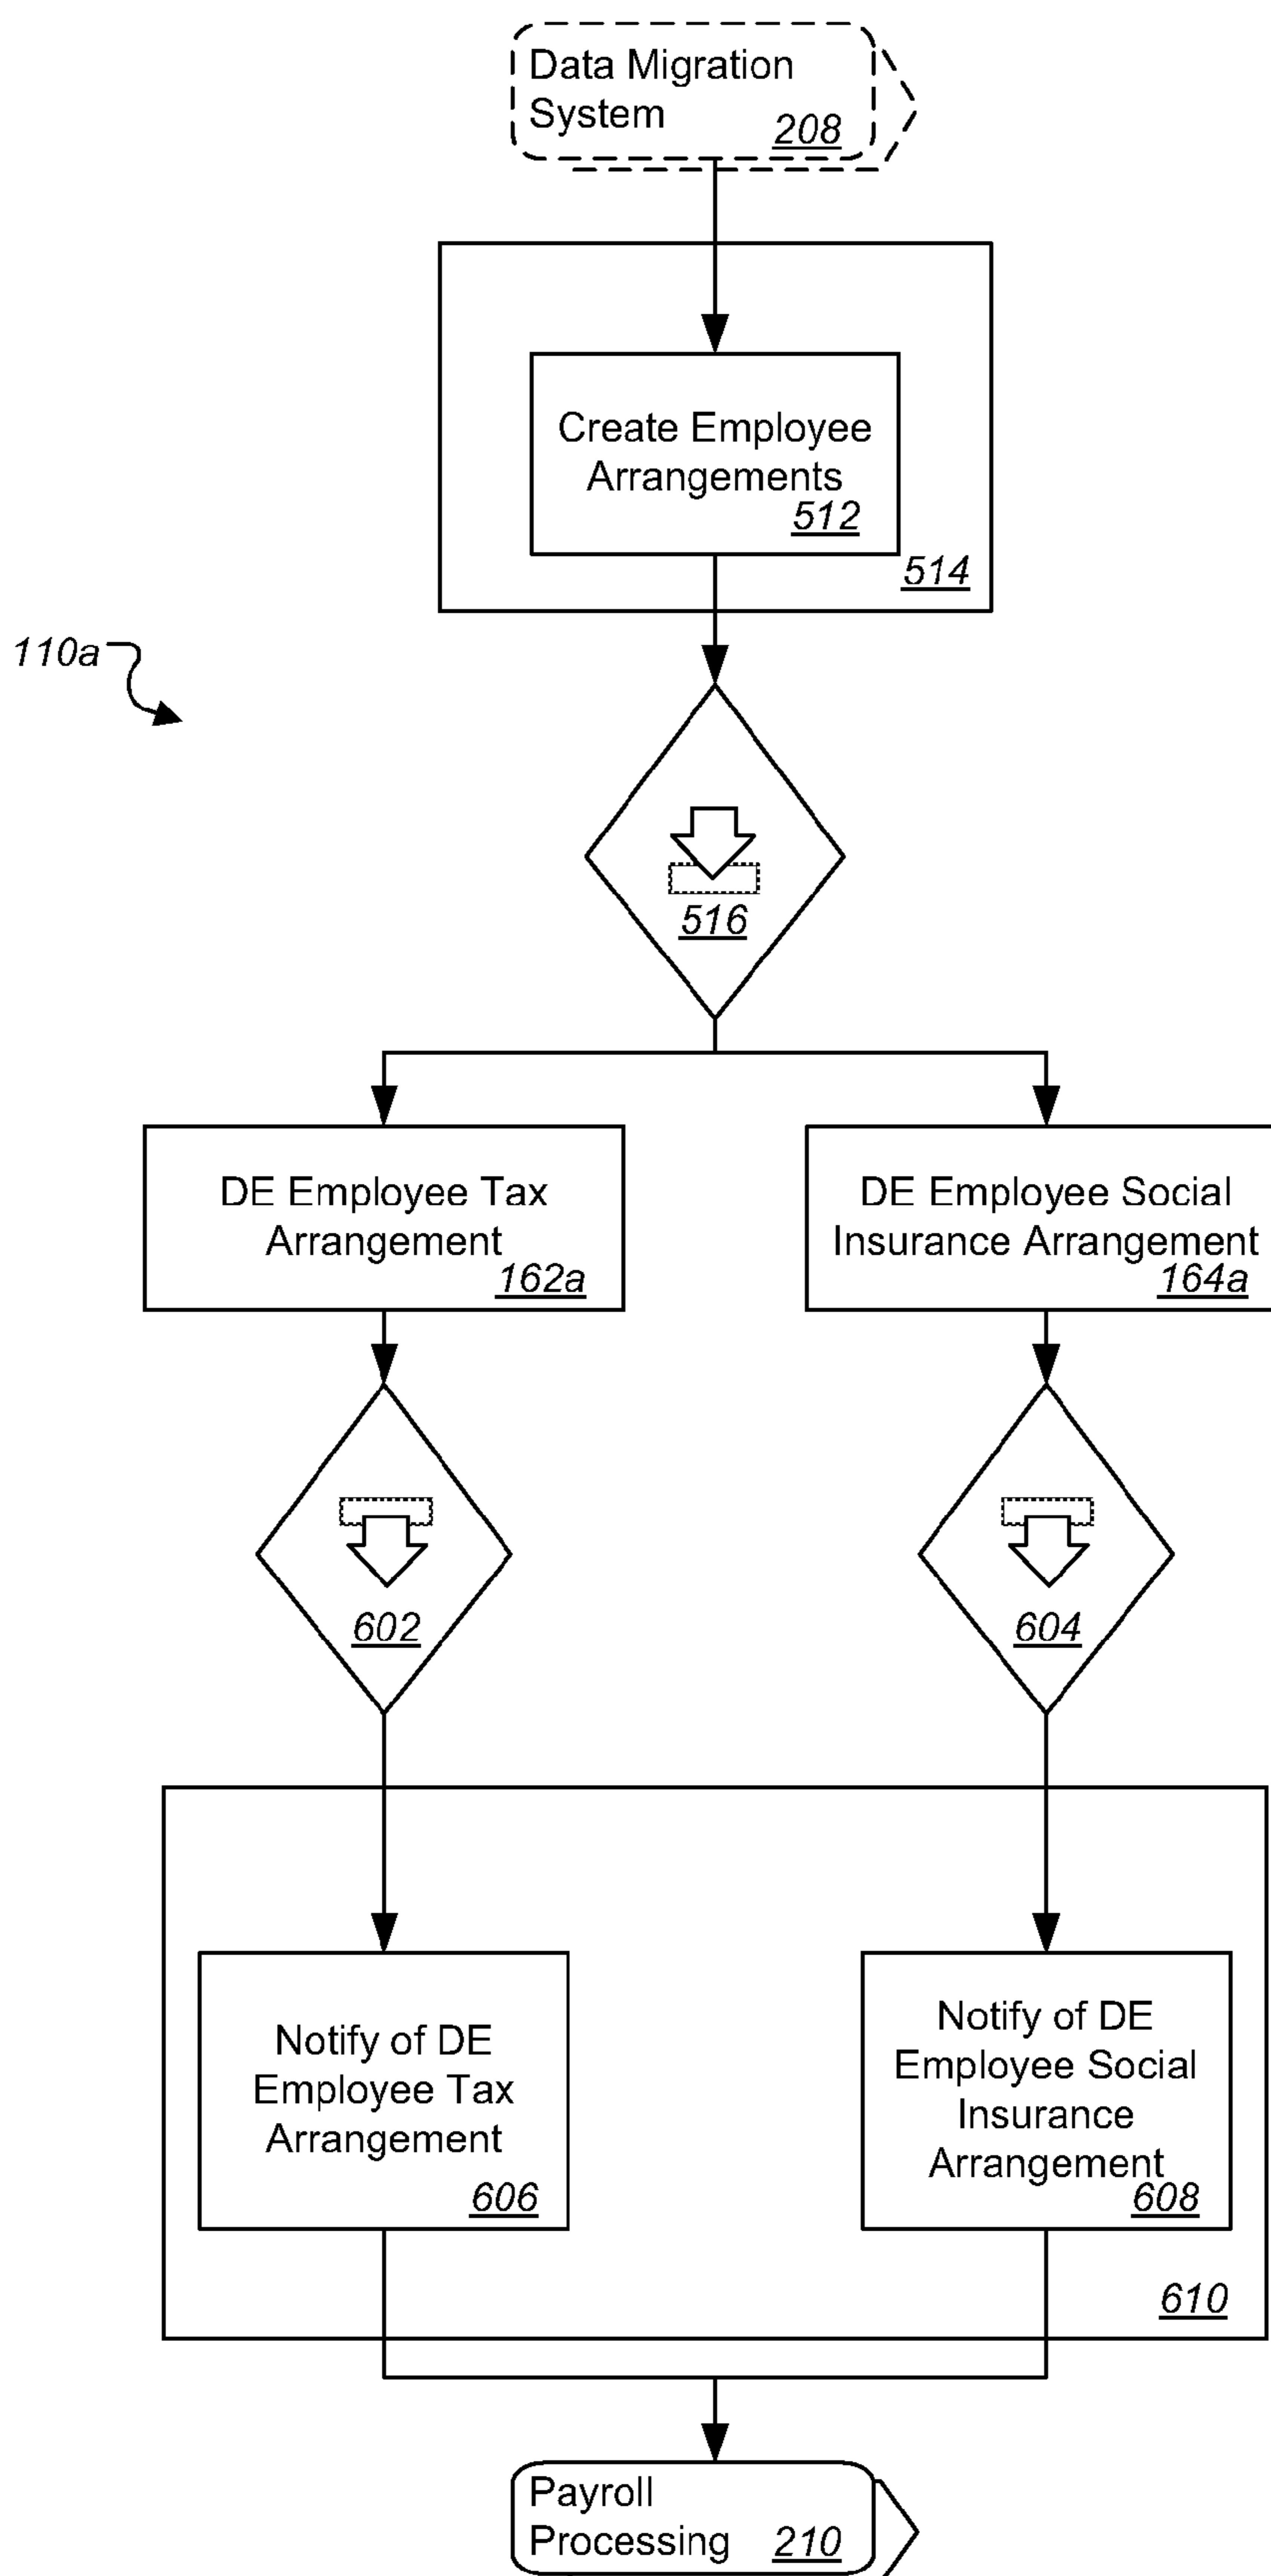 Data Migration
System 208
Create Employee
Arrangements
512
514
110a
516
DE Employee Tax
Arrangement
162a
DE Employee Social
Insurance Arrangement
164a
602
604
Notify of DE
Employee Tax
Arrangement
606
Notify of DE
Employee Social
Insurance
Arrangement
608
610
Payroll
Processing 210